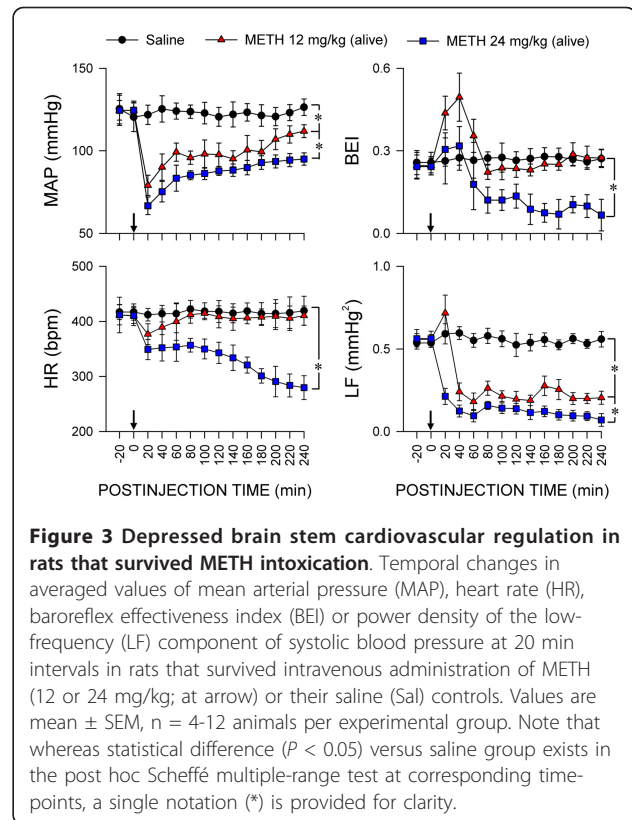 Saline METH 12 mg/kg (alive) METH 24 mg/kg (alive)
150
100
50
MAP (mmHg)
*
*
0.6
0.3
0.0
BEI
*
500
400
300
200
HR (bpm)
*
-20 0 20 40 60 80 100 120 140 160 180 200 220 240
POSTINJECTION TIME (min)
1.0
0.5
0.0
LF (mmHg²)
*
*
-20 0 20 40 60 80 100 120 140 160 180 200 220 240
POSTINJECTION TIME (min)
Figure 3 Depressed brain stem cardiovascular regulation in
rats that survived METH intoxication. Temporal changes in
averaged values of mean arterial pressure (MAP), heart rate (HR),
baroreflex effectiveness index (BEI) or power density of the low-
frequency (LF) component of systolic blood pressure at 20 min
intervals in rats that survived intravenous administration of METH
(12 or 24 mg/kg; at arrow) or their saline (Sal) controls. Values are
mean ± SEM, n = 4-12 animals per experimental group. Note that
whereas statistical difference (P < 0.05) versus saline group exists in
the post hoc Scheffé multiple-range test at corresponding time-
points, a single notation (*) is provided for clarity.